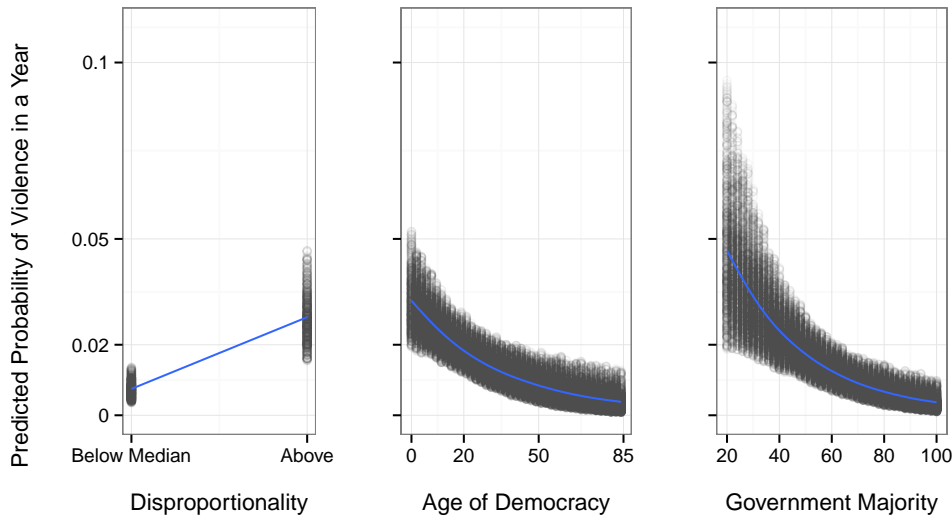 Predicted Probability of Violence in a Year
0.1
0.05
0.02
0
Below Median Above
Disproportionality
0 20 50 85
Age of Democracy
20 40 60 80 100
Government Majority